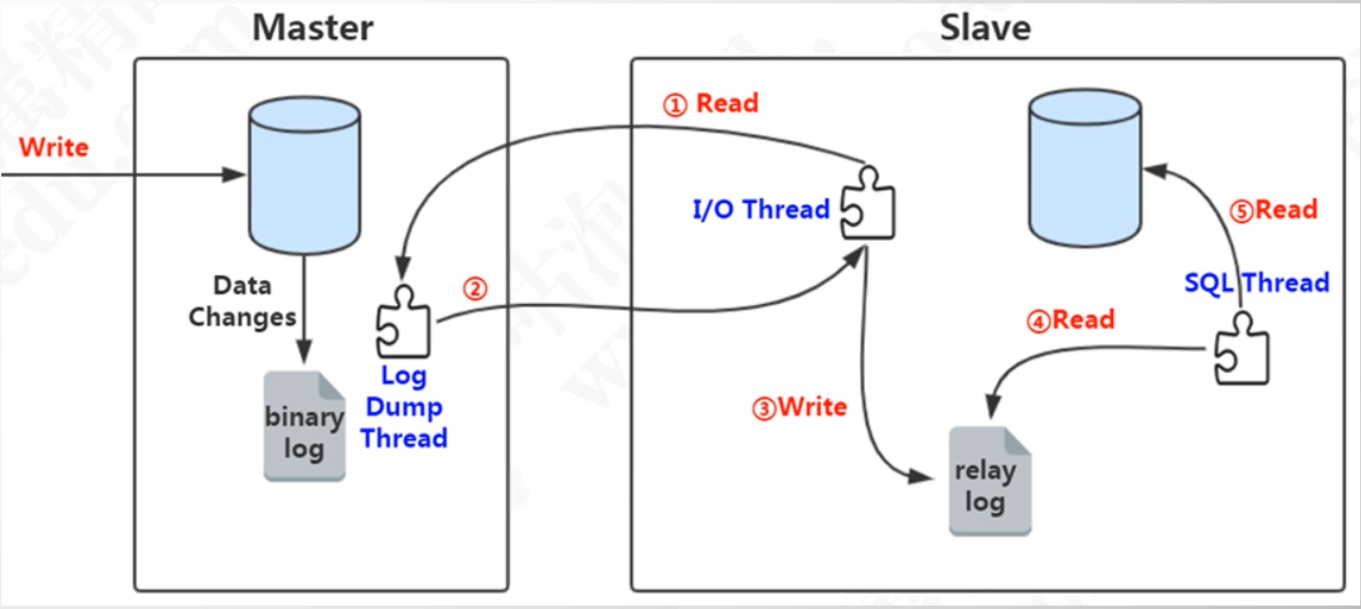 Master
Slave
Write
Data
Changes
binary
log
Log
Dump
Thread
① Read
②
I/O Thread
③Write
④Read
⑤Read
SQL Thread
relay
log